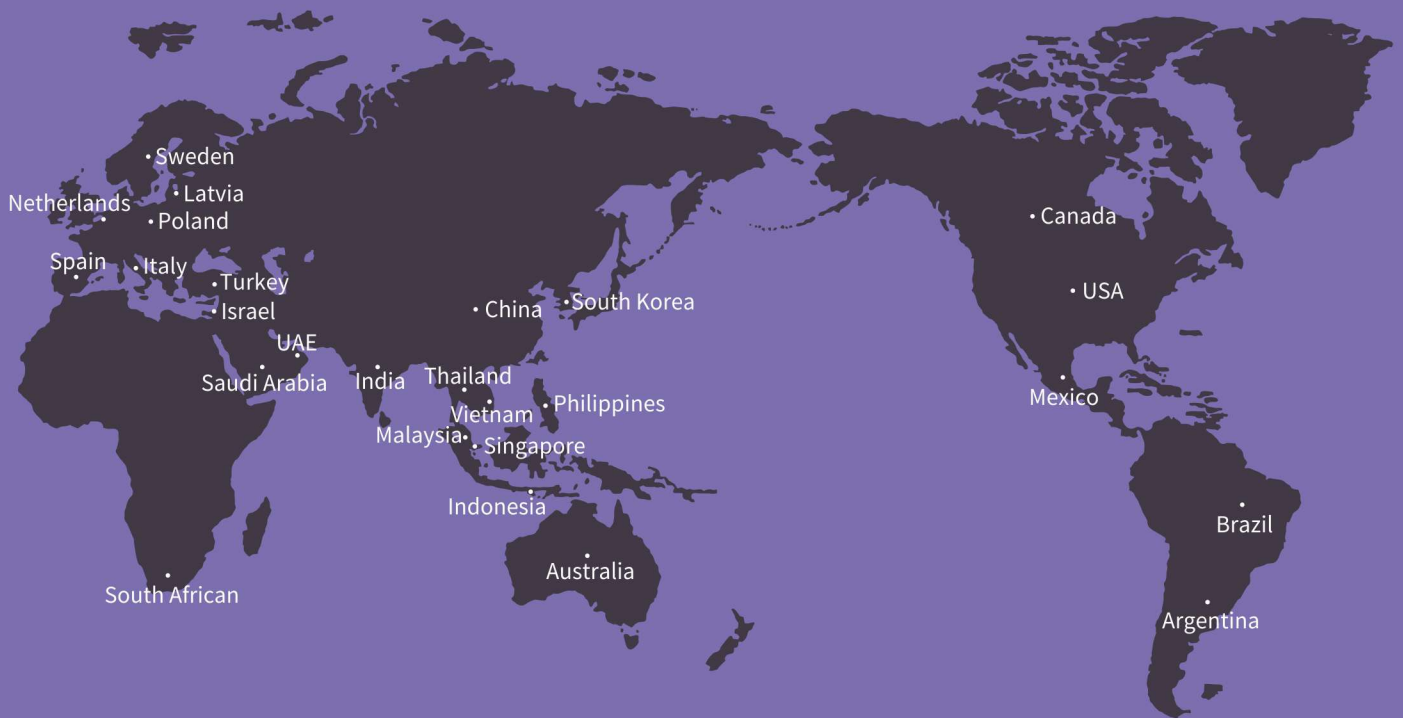 Sweden
Latvia
Netherlands
Poland
Canada
Spain
Italy
Turkey
USA
Israel
China
South Korea
UAE
Saudi Arabia
India
Thailand
Mexico
Vietnam
Philippines
Malaysia
Singapore
Indonesia
Brazil
Australia
South African
Argentina